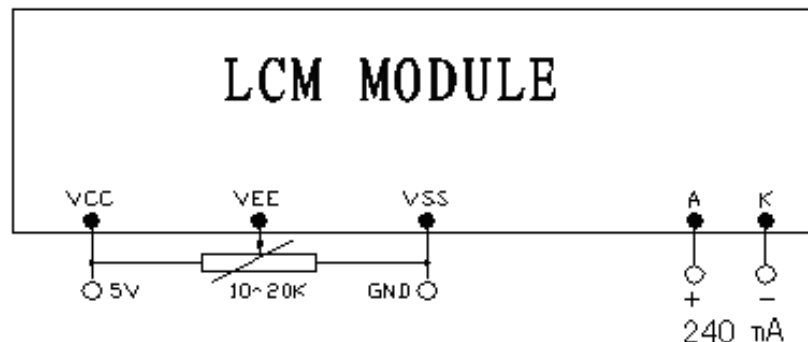 LCM MODULE
VCC VEE VSS A K
5V 10~20K GND + −
240 mA